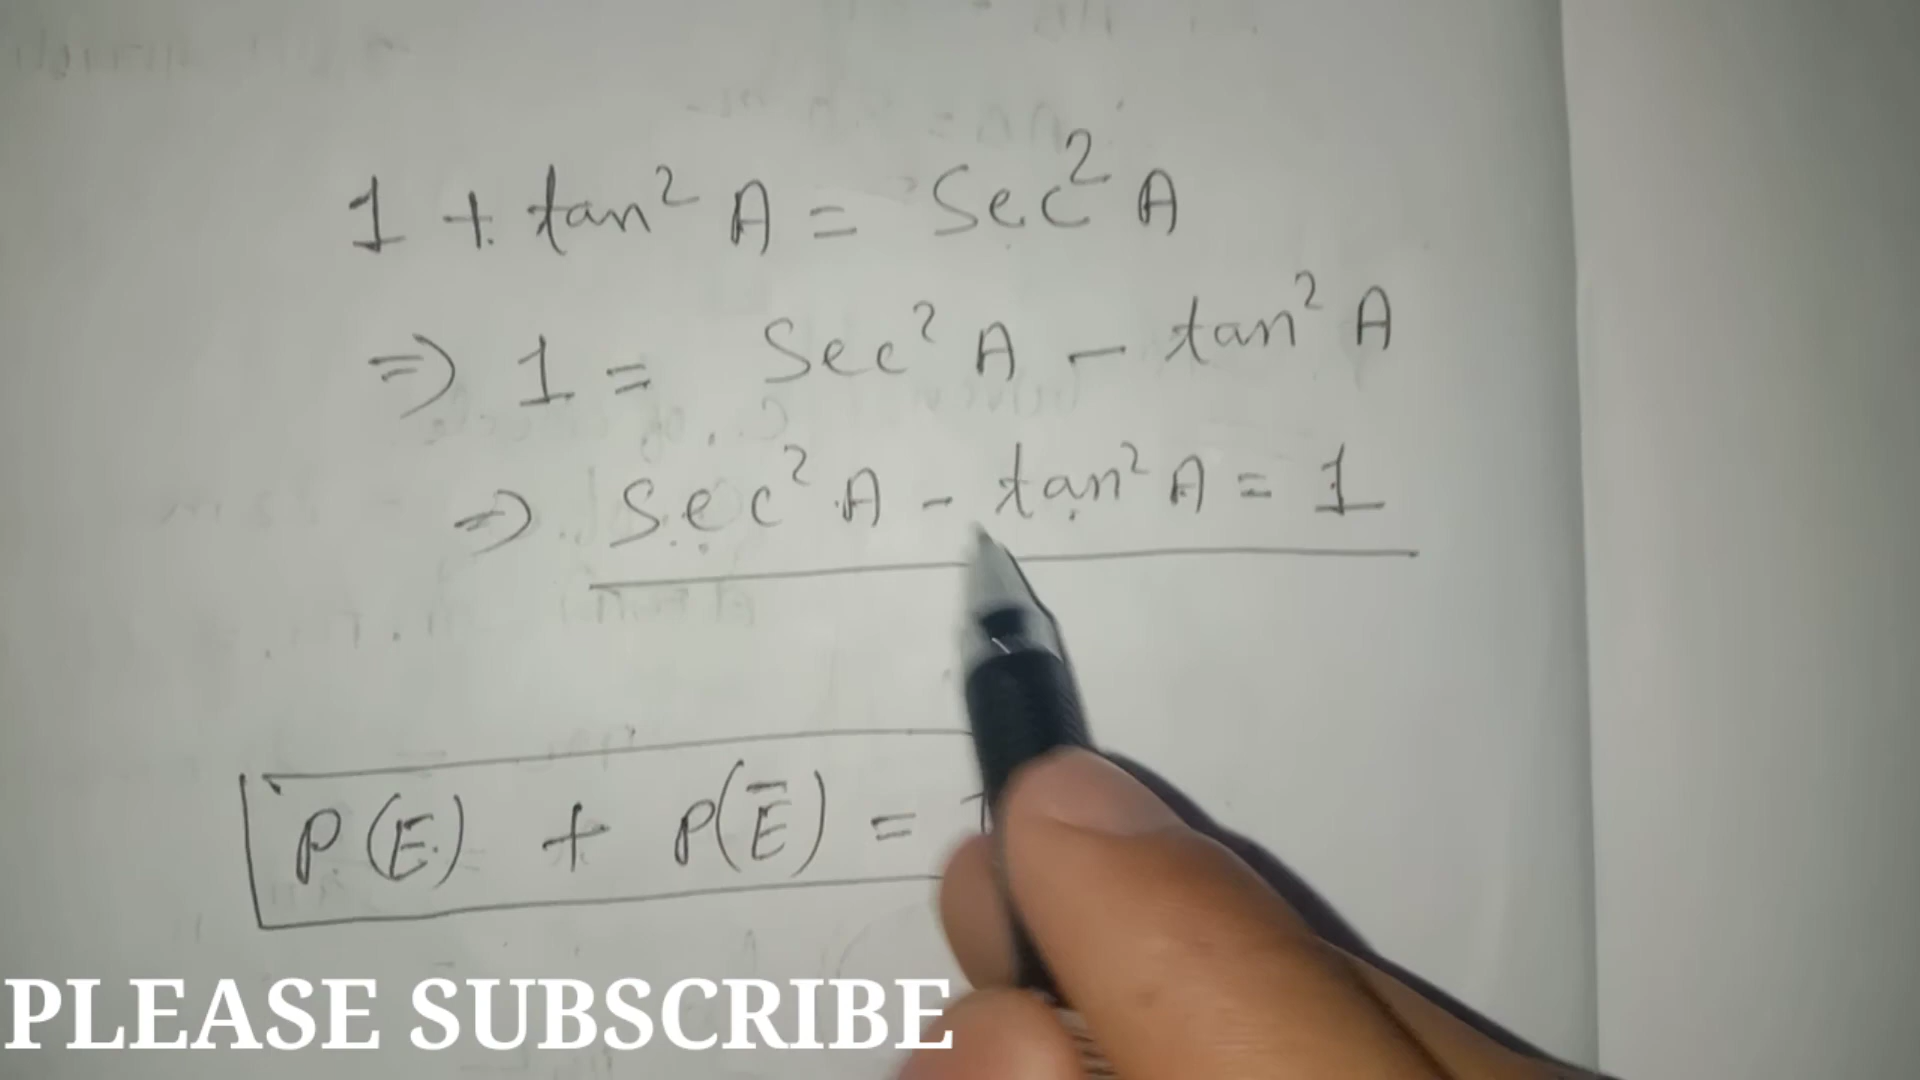 1 + tan² A = Sec² A
⇒ 1 = Sec² A - tan² A
⇒ Sec² A - tan² A = 1
P(E) + P(Ē) =
PLEASE SUBSCRIBE